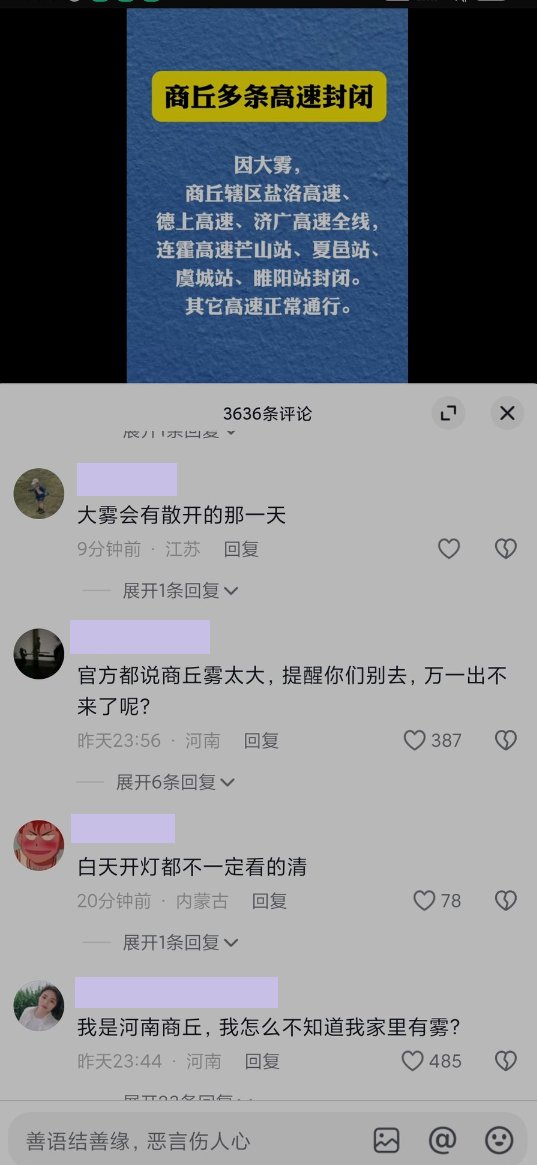 商丘多条高速封闭
因大雾，
商丘辖区盐洛高速、
德上高速、济广高速全线，
连霍高速芒山站、夏邑站、
虞城站、睢阳站封闭。
其它高速正常通行。
3636条评论
展开1条回复
大雾会有散开的那一天
9分钟前 · 江苏 回复
展开1条回复
官方都说商丘雾太大，提醒你们别去，万一出不
来了呢？
昨天23:56 · 河南 回复 387
展开6条回复
白天开灯都不一定看的清
20分钟前 · 内蒙古 回复 78
展开1条回复
我是河南商丘，我怎么不知道我家里有雾？
昨天23:44 · 河南 回复 485
善语结善缘，恶言伤人心